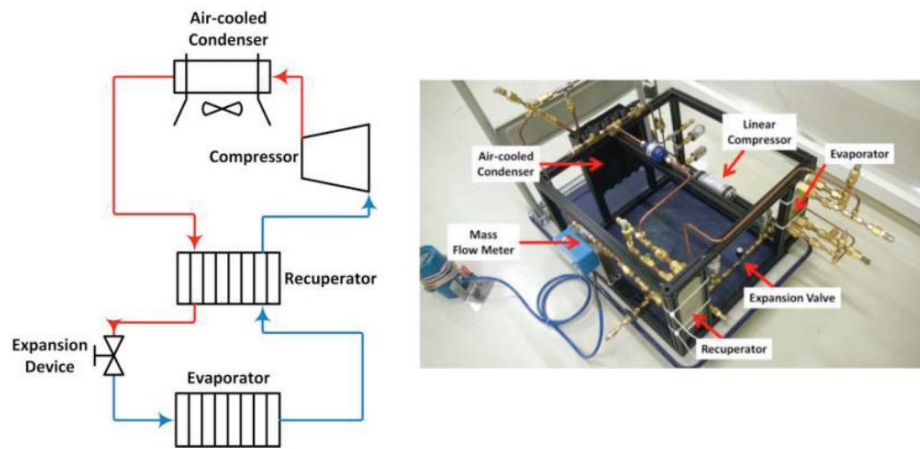 Air-cooled
Condenser
Compressor
Recuperator
Expansion
Device
Evaporator
Linear
Compressor
Air-cooled
Condenser
Evaporator
Mass
Flow Meter
Expansion Valve
Recuperator